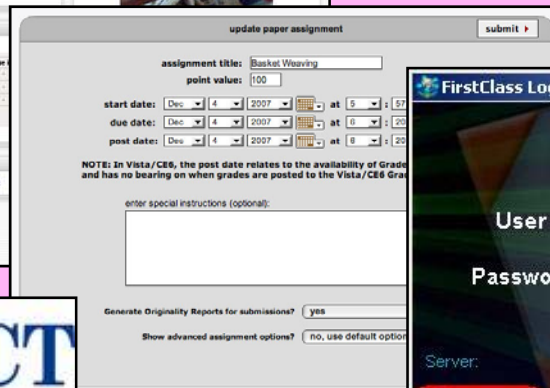 update paper assignment
submit
assignment title: Basket Weaving
point value: 100
start date: Dec 4 2007 at 5 : 57
due date: Dec 4 2007 at 6 : 20
post date: Dec 4 2007 at 6 : 20
NOTE: In Vista/CE6, the post date relates to the availability of Grade
and has no bearing on when grades are posted to the Vista/CE6 Gra
enter special instructions (optional):
Generate Originality Reports for submissions? yes
Show advanced assignment options? no, use default option
FirstClass Lo
User
Passwo
Server:
CT